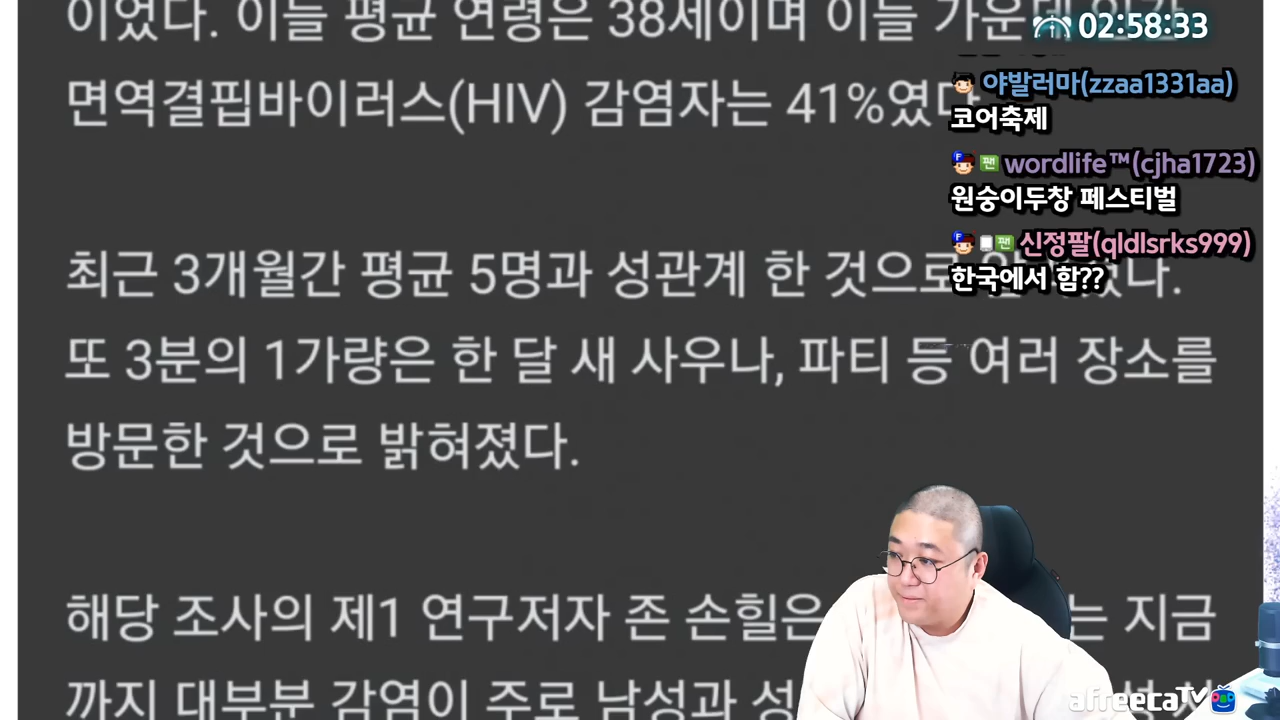 이었다. 이들 평균 연령은 38세이며 이들 가운데 인간
면역결핍바이러스(HIV) 감염자는 41%였다
최근 3개월간 평균 5명과 성관계 한 것으로
또 3분의 1가량은 한 달 새 사우나, 파티 등 여러 장소를
방문한 것으로 밝혀졌다.
해당 조사의 제1 연구저자 존 손힐은 는 지금
까지 대부분 감염이 주로 남성과 성
02:58:33
야발러마(zzaa1331aa)
코어축제
팬 wordlife™(cjha1723)
원숭이두창 페스티벌
팬 신정팔(qldlsrks999)
한국에서 함??
afreecaTV